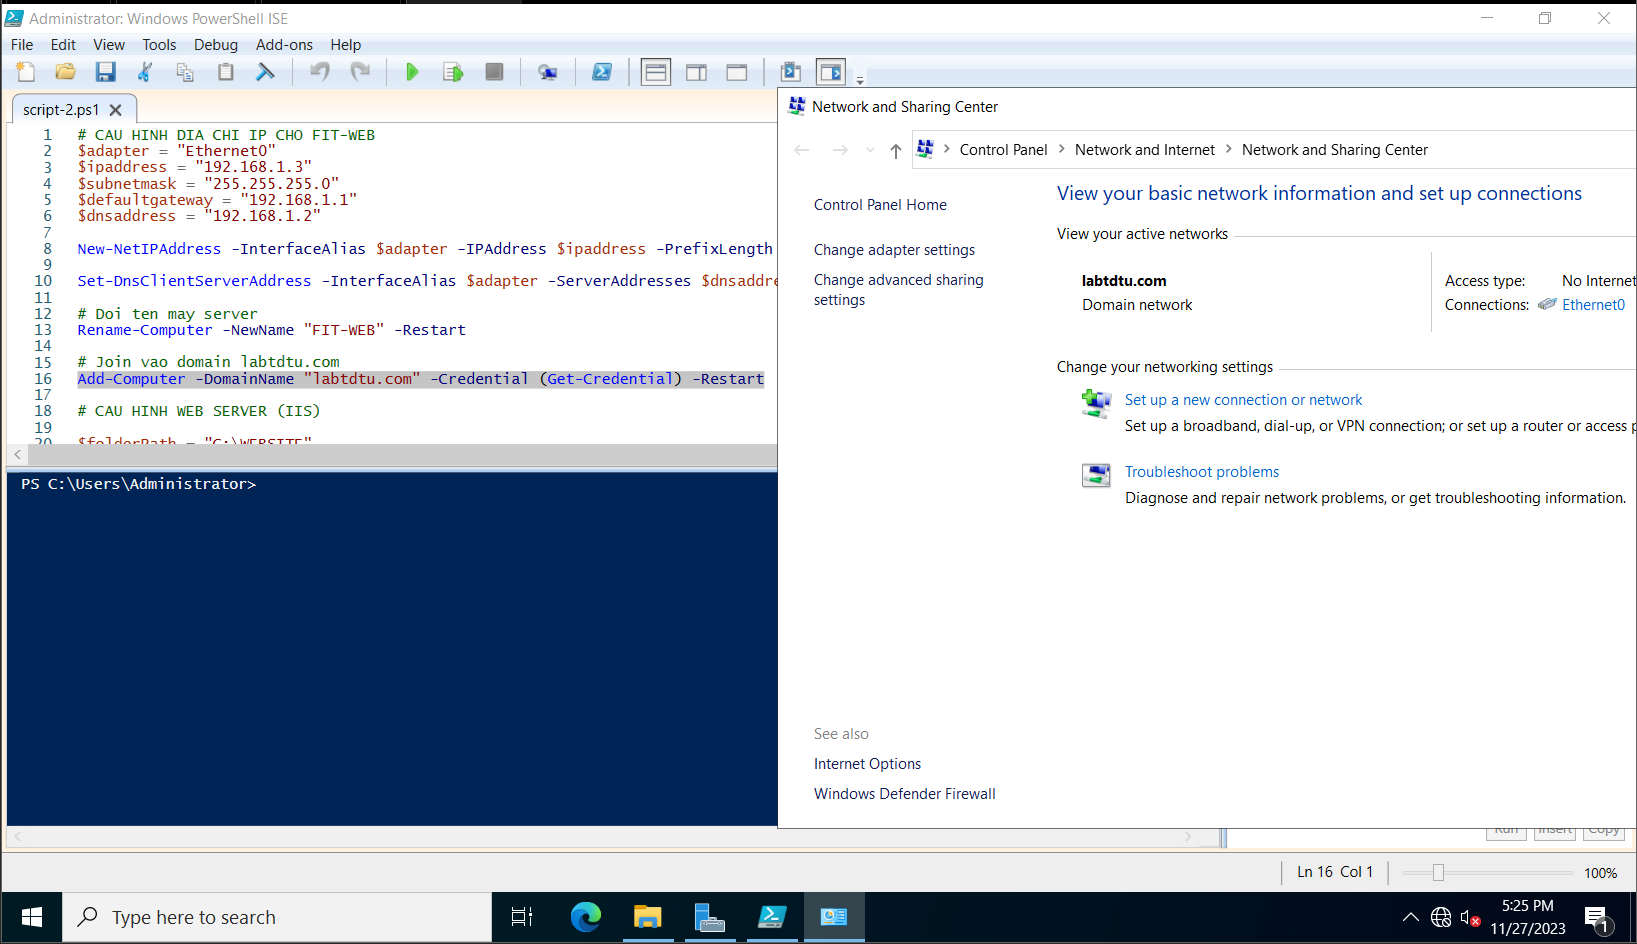 Administrator: Windows PowerShell ISE
File Edit View Tools Debug Add-ons Help
script-2.ps1
1 # CAU HINH DIA CHI IP CHO FIT-WEB
2 $adapter = "Ethernet0"
3 $ipaddress = "192.168.1.3"
4 $subnetmask = "255.255.255.0"
5 $defaultgateway = "192.168.1.1"
6 $dnsaddress = "192.168.1.2"
7
8 New-NetIPAddress -InterfaceAlias $adapter -IPAddress $ipaddress -PrefixLength
9
10 Set-DnsClientServerAddress -InterfaceAlias $adapter -ServerAddresses $dnsaddre
11
12 # Doi ten may server
13 Rename-Computer -NewName "FIT-WEB" -Restart
14
15 # Join vao domain labtdtu.com
16 Add-Computer -DomainName "labtdtu.com" -Credential (Get-Credential) -Restart
17
18 # CAU HINH WEB SERVER (IIS)
19
20 $folderPath = "C:\WEBSITE"
PS C:\Users\Administrator>
Network and Sharing Center
Control Panel > Network and Internet > Network and Sharing Center
Control Panel Home
Change adapter settings
Change advanced sharing
settings
View your basic network information and set up connections
View your active networks
labtdtu.com
Domain network
Access type: No Internet
Connections: Ethernet0
Change your networking settings
Set up a new connection or network
Set up a broadband, dial-up, or VPN connection; or set up a router or access p
Troubleshoot problems
Diagnose and repair network problems, or get troubleshooting information.
See also
Internet Options
Windows Defender Firewall
Run Insert Copy
Ln 16 Col 1 100%
Type here to search
5:25 PM
11/27/2023
1